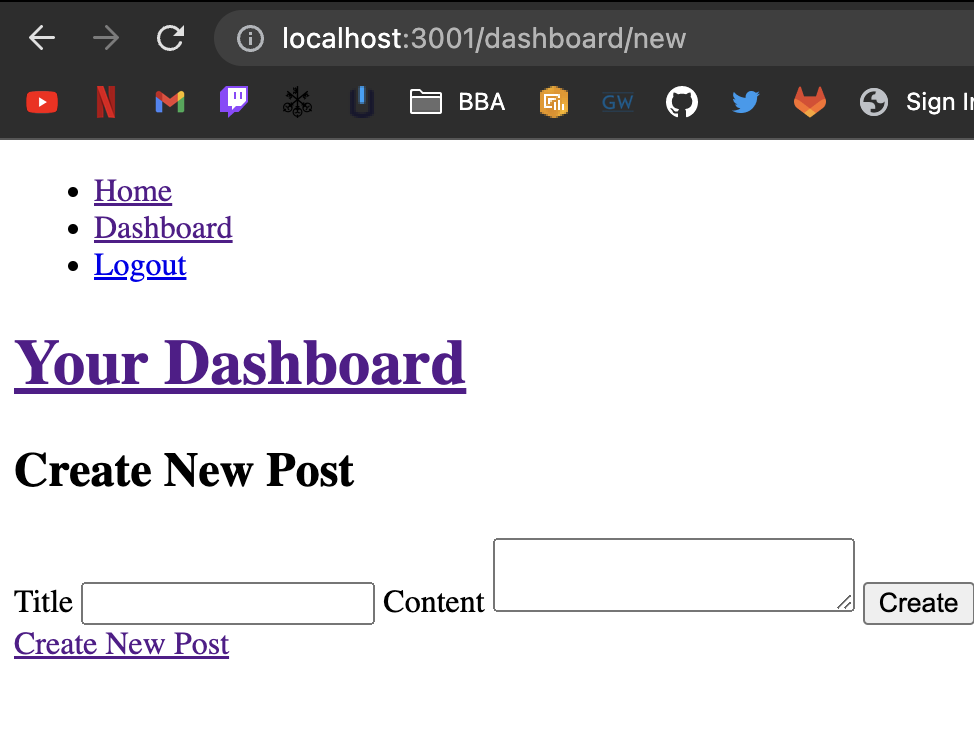 localhost:3001/dashboard/new
BBA GW Sign In
Home
Dashboard
Logout
Your Dashboard
Create New Post
Title Content Create
Create New Post